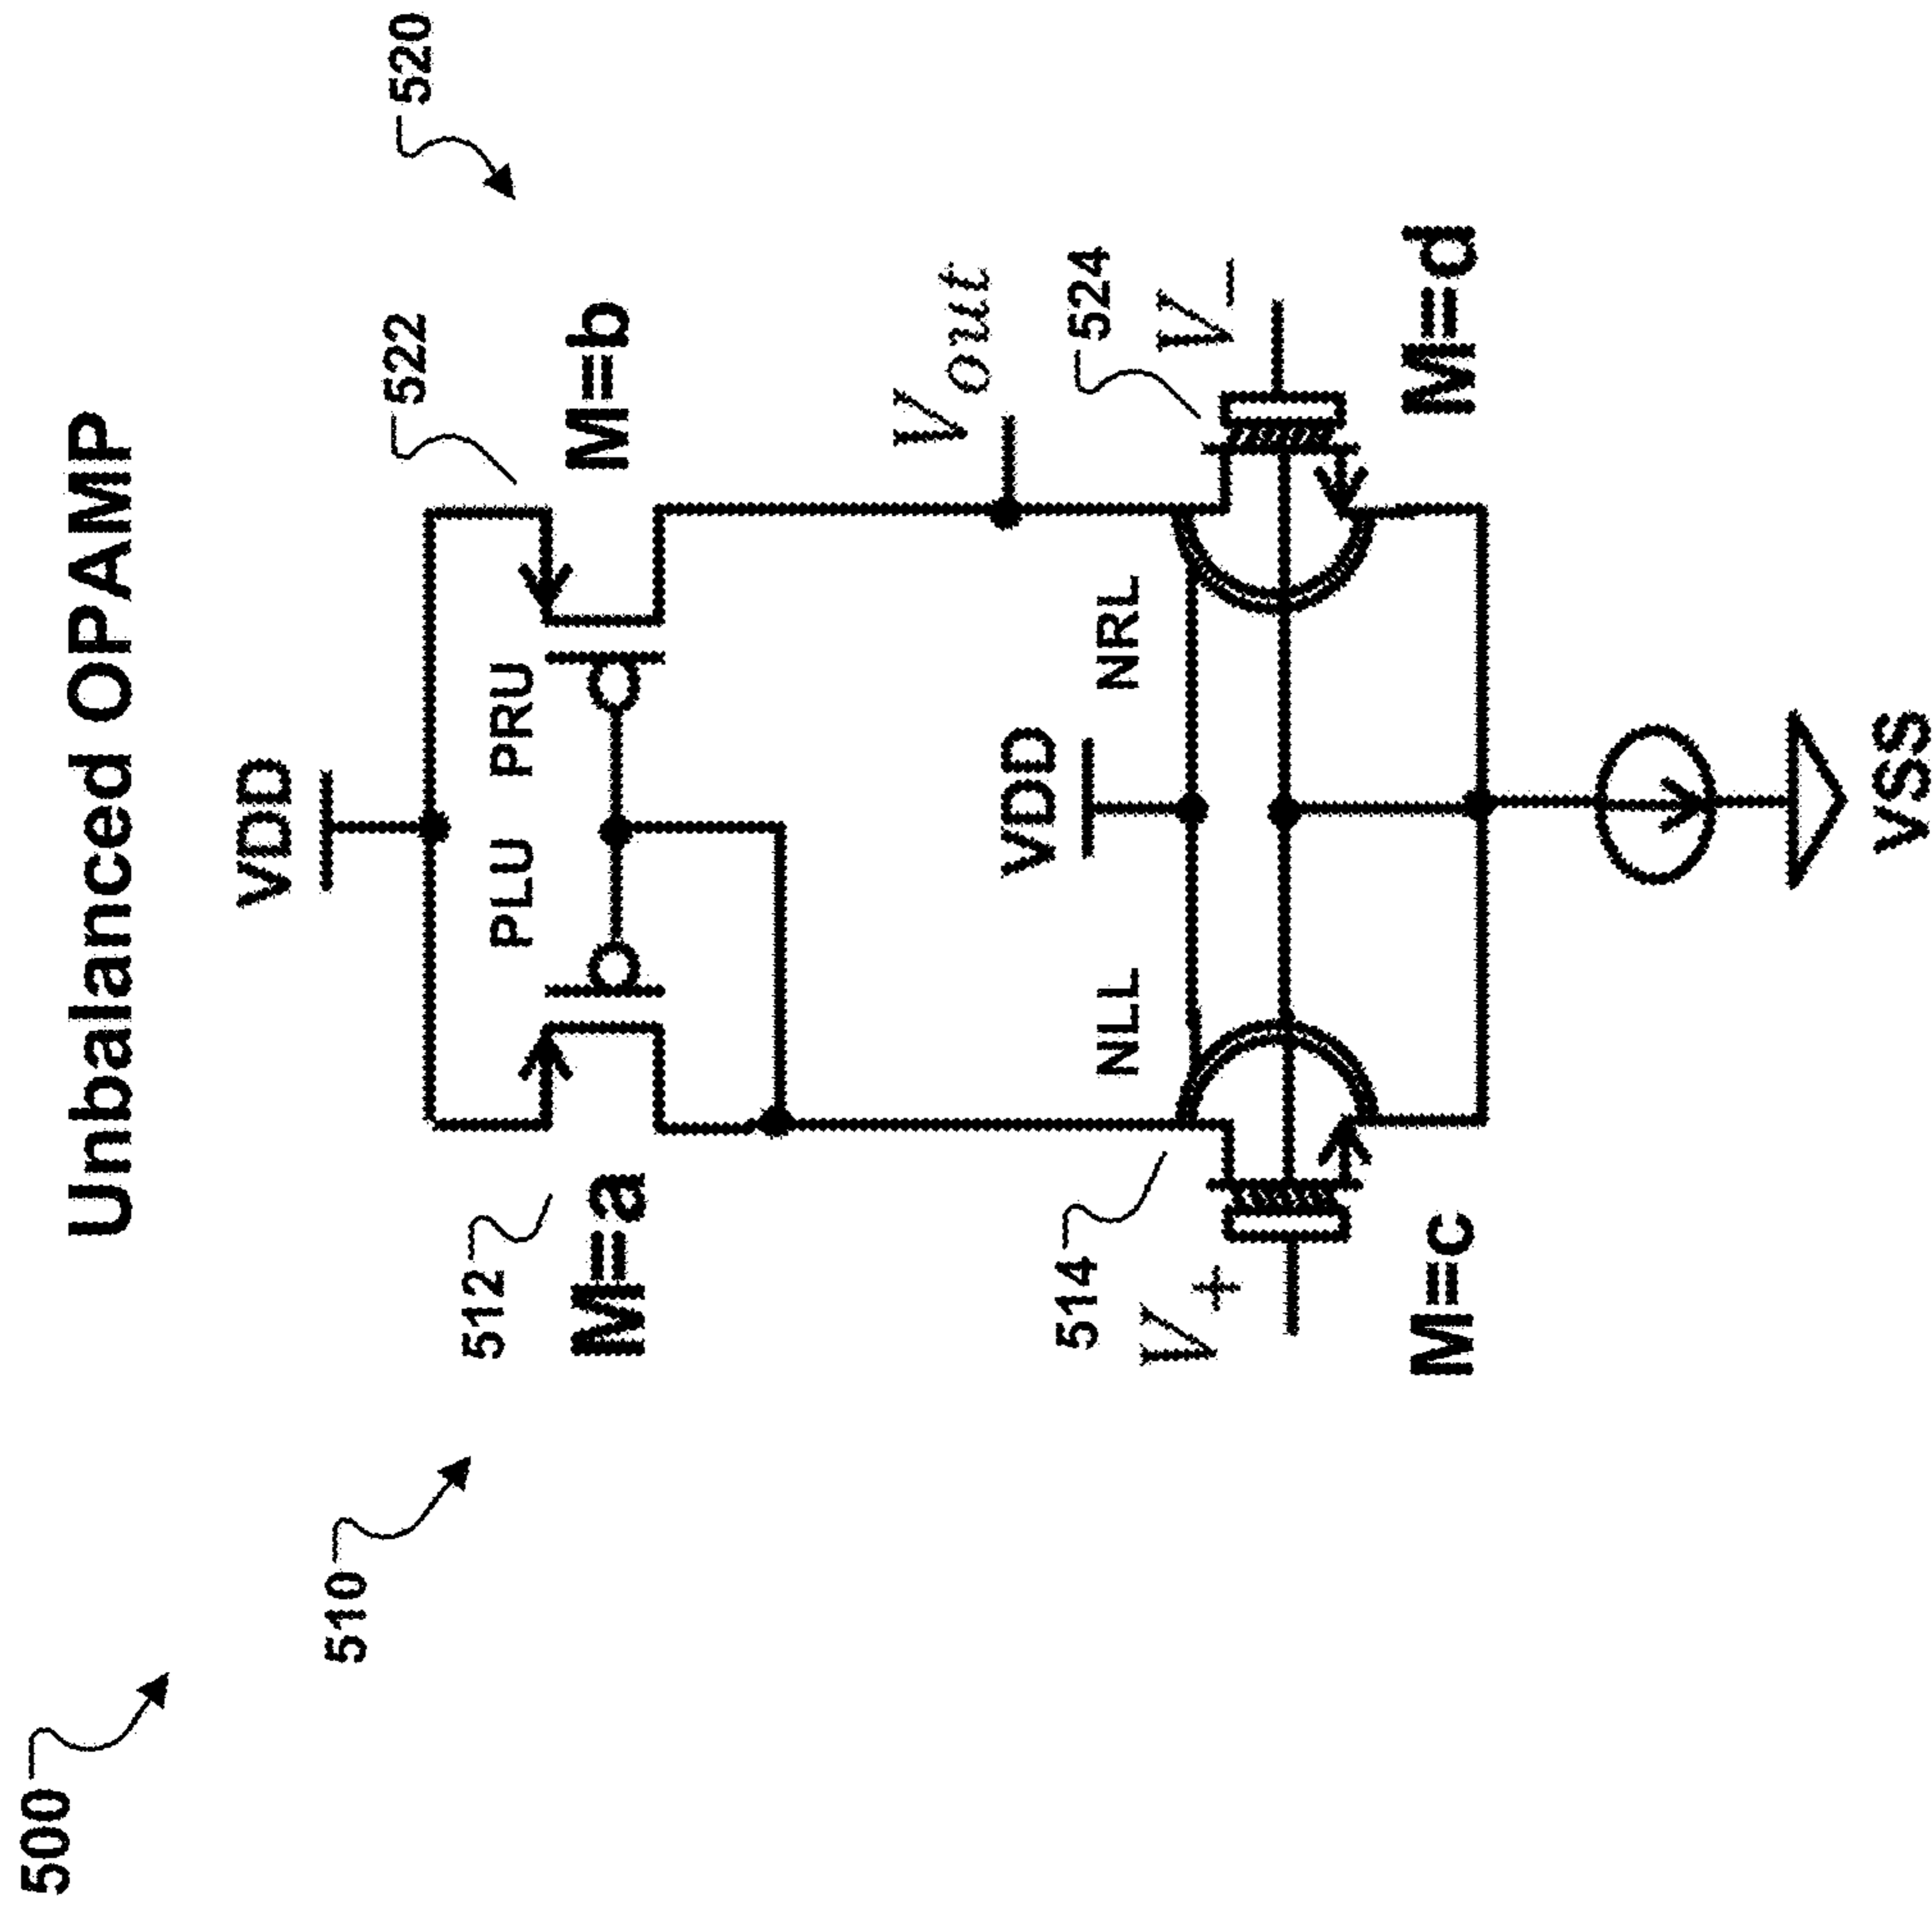 500
Unbalanced OPAMP
510
VDD
520
512
PLU
PRU
522
M=a
M=b
Vout
VDD
514
NLL
NRL
524
V+
V−
M=c
M=d
VSS